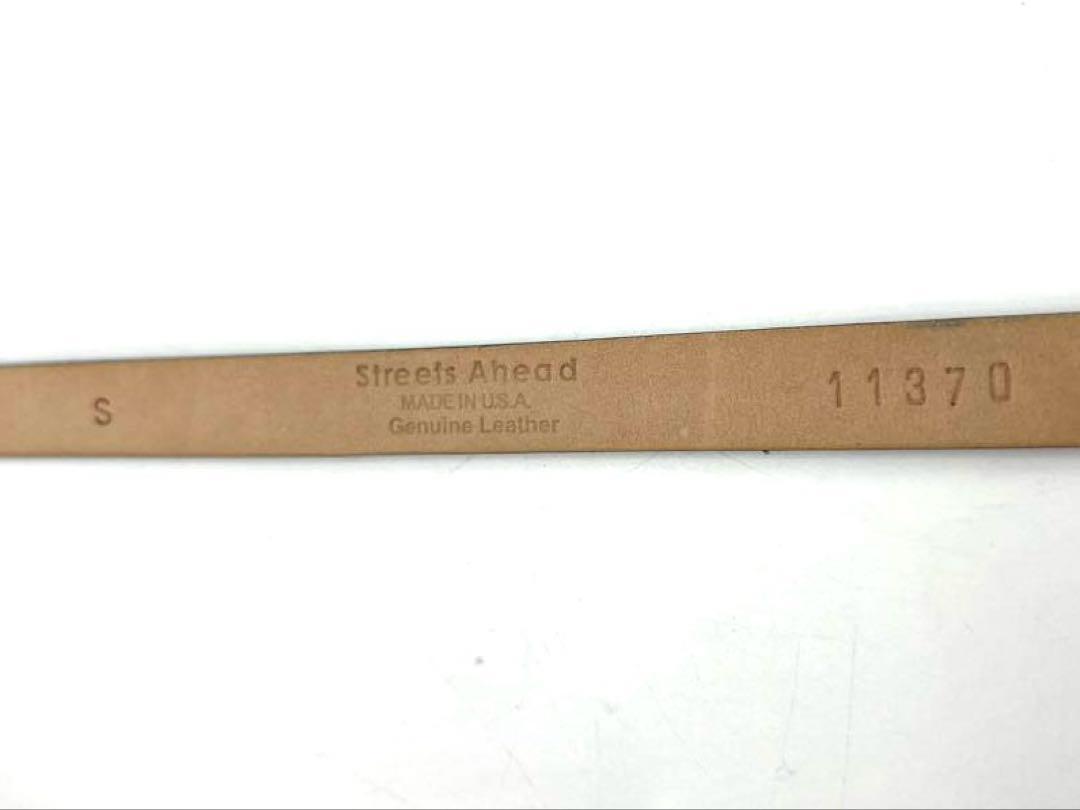 S
Streets Ahead
MADE IN U.S.A.
Genuine Leather
11370